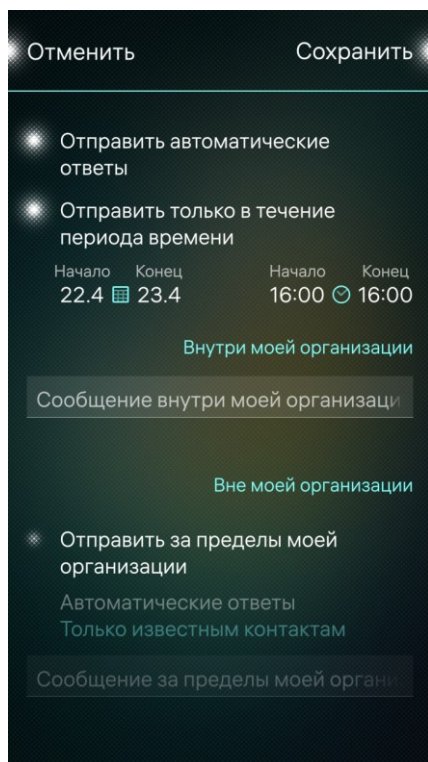 Отменить Сохранить
Отправить автоматические
ответы
Отправить только в течение
периода времени
Начало Конец Начало Конец
22.4 23.4 16:00 16:00
Внутри моей организации
Сообщение внутри моей организаци
Вне моей организации
Отправить за пределы моей
организации
Автоматические ответы
Только известным контактам
Сообщение за пределы моей органи